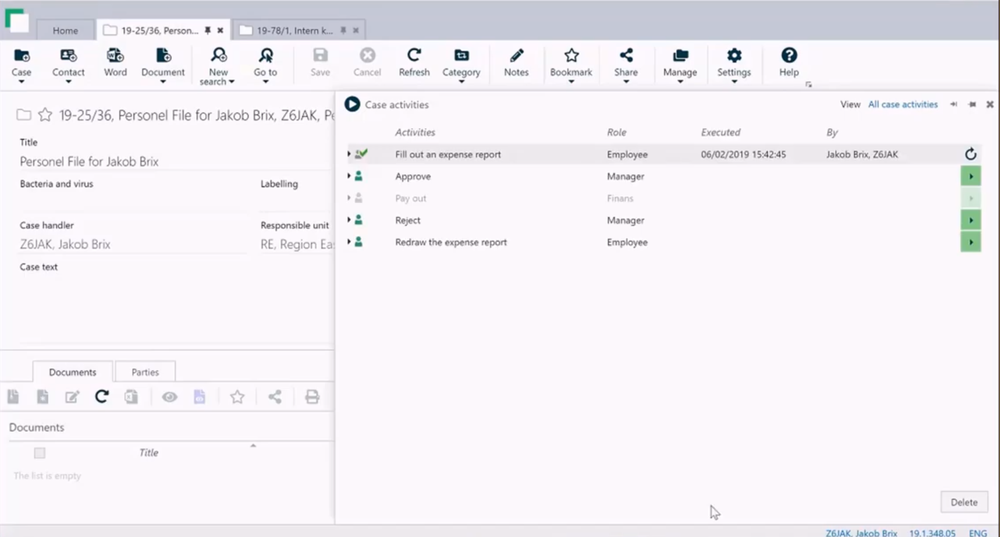 Home
19-25/36, Person...
19-78/1, Intern k...
Case
Contact
Word
Document
New search
Go to
Save
Cancel
Refresh
Category
Notes
Bookmark
Share
Manage
Settings
Help
19-25/36, Personel File for Jakob Brix, Z6JAK, Pe
Title
Personel File for Jakob Brix
Bacteria and virus
Labelling
Case handler
Responsible unit
Z6JAK, Jakob Brix
RE, Region Eas
Case text
Documents
Parties
Documents
Title
The list is empty
Case activities
View All case activities
Activities Role Executed By
Fill out an expense report Employee 06/02/2019 15:42:45 Jakob Brix, Z6JAK
Approve Manager
Pay out Finans
Reject Manager
Redraw the expense report Employee
Delete
Z6JAK, Jakob Brix 19.1.348.05 ENG